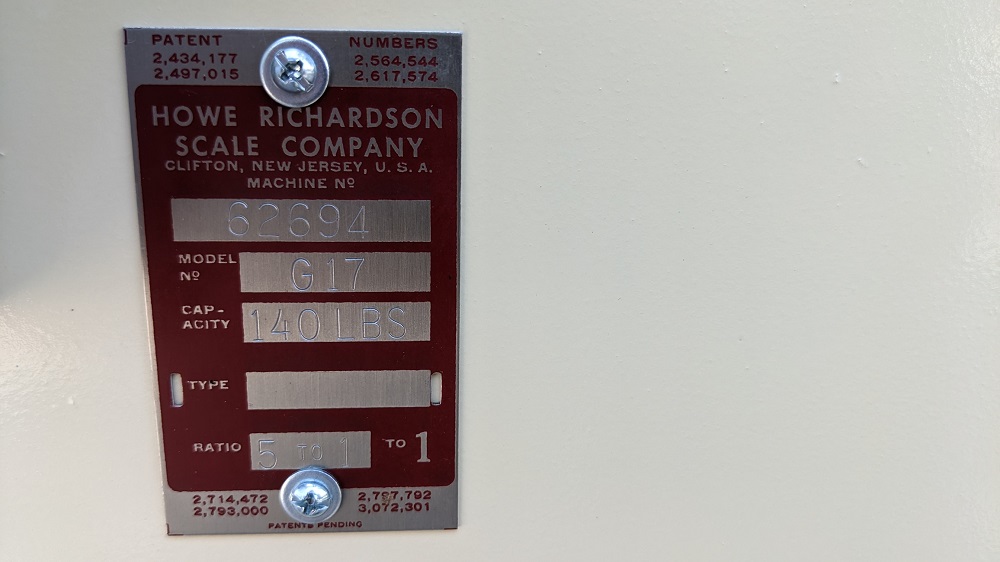 PATENT NUMBERS
2,434,177 2,564,544
2,497,015 2,617,574
HOWE RICHARDSON
SCALE COMPANY
CLIFTON, NEW JERSEY, U. S. A.
MACHINE Nº
62694
MODEL
Nº G17
CAP-
ACITY 140 LBS
TYPE
RATIO 5 TO 1 TO 1
2,714,472 2,797,792
2,793,000 3,072,301
PATENTS PENDING